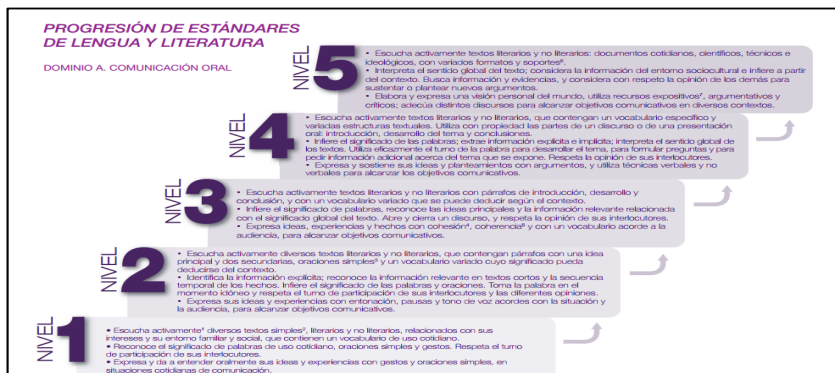 PROGRESIÓN DE ESTÁNDARES
DE LENGUA Y LITERATURA
DOMINIO A. COMUNICACIÓN ORAL
NIVEL 5
• Escucha activamente textos literarios y no literarios: documentos cotidianos, científicos, técnicos e
ideológicos, con variados formatos y soportes⁶.
• Interpreta el sentido global del texto; considera la información del entorno sociocultural e infiere a partir
del contexto. Busca información y evidencias, y considera con respeto la opinión de los demás para
sustentar o plantear nuevos argumentos.
• Elabora y expresa una visión personal del mundo, utiliza recursos expositivos⁷, argumentativos y
críticos; adecúa distintos discursos para alcanzar objetivos comunicativos en diversos contextos.
NIVEL 4
• Escucha activamente textos literarios y no literarios, que contengan un vocabulario específico y
variadas estructuras textuales. Utiliza con propiedad las partes de un discurso o de una presentación
oral: introducción, desarrollo del tema y conclusiones.
• Infiere el significado de las palabras; extrae información explícita e implícita; interpreta el sentido global de
los textos. Utiliza eficazmente el turno de la palabra para desarrollar el tema, para formular preguntas y para
pedir información adicional acerca del tema que se expone. Respeta la opinión de sus interlocutores.
• Expresa y sostiene sus ideas y planteamientos con argumentos, y utiliza técnicas verbales y no
verbales para alcanzar los objetivos comunicativos.
NIVEL 3
• Escucha activamente textos literarios y no literarios con párrafos de introducción, desarrollo y
conclusión, y con un vocabulario variado que se puede deducir según el contexto.
• Infiere el significado de palabras, reconoce las ideas principales y la información relevante relacionada
con el significado global del texto. Abre y cierra un discurso, y respeta la opinión de sus interlocutores.
• Expresa ideas, experiencias y hechos con cohesión⁴, coherencia⁵ y con un vocabulario acorde a la
audiencia, para alcanzar objetivos comunicativos.
NIVEL 2
• Escucha activamente diversos textos literarios y no literarios, que contengan párrafos con una idea
principal y dos secundarias, oraciones simples³ y un vocabulario variado cuyo significado pueda
deducirse del contexto.
• Identifica la información explícita; reconoce la información relevante en textos cortos y la secuencia
temporal de los hechos. Infiere el significado de las palabras y oraciones. Toma la palabra en el
momento idóneo y respeta el turno de participación de sus interlocutores y las diferentes opiniones.
• Expresa sus ideas y experiencias con entonación, pausas y tono de voz acordes con la situación y
la audiencia, para alcanzar objetivos comunicativos.
NIVEL 1
• Escucha activamente¹ diversos textos simples², literarios y no literarios, relacionados con sus
intereses y su entorno familiar y social, que contienen un vocabulario de uso cotidiano.
• Reconoce el significado de palabras de uso cotidiano, oraciones simples y gestos. Respeta el turno
de participación de sus interlocutores.
• Expresa y da a entender oralmente sus ideas y experiencias con gestos y oraciones simples, en
situaciones cotidianas de comunicación.